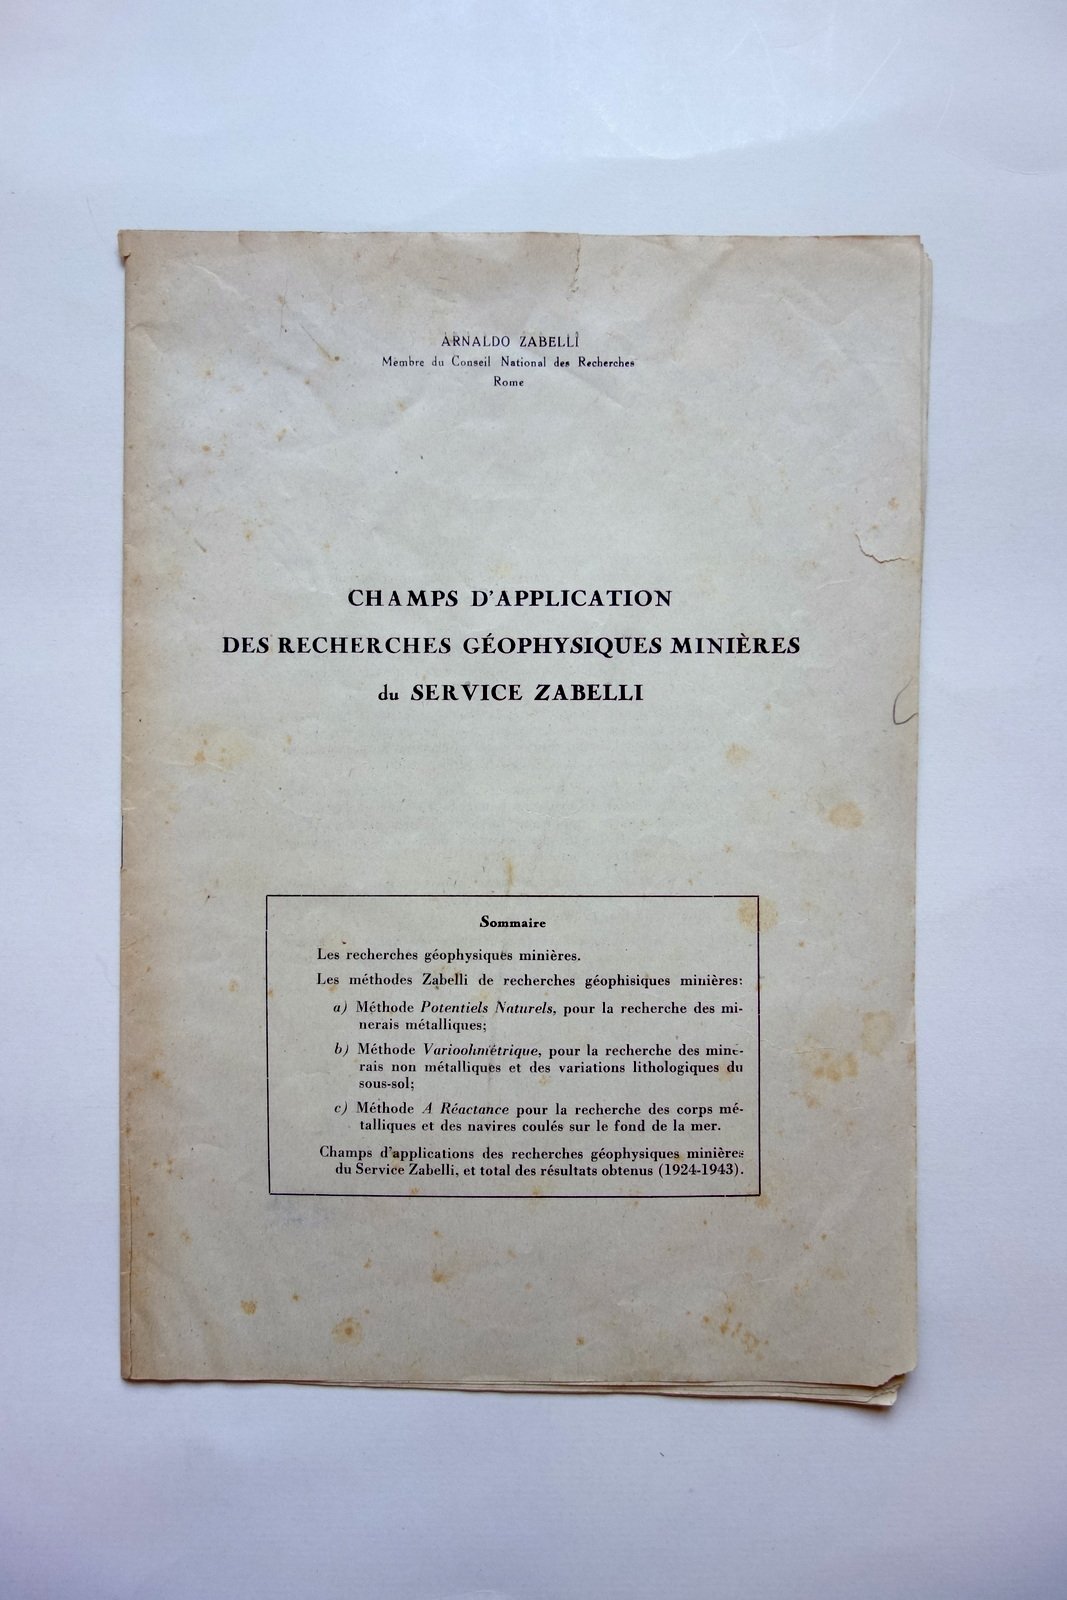 ARNALDO ZABELLI
Membre du Conseil National des Recherches
Rome
CHAMPS D'APPLICATION
DES RECHERCHES GÉOPHYSIQUES MINIÈRES
du SERVICE ZABELLI
Sommaire
Les recherches géophysiques minières.
Les méthodes Zabelli de recherches géophisiques minières:
a) Méthode Potentiels Naturels, pour la recherche des mi-
nerais métalliques;
b) Méthode Varioohmétrique, pour la recherche des mine-
rais non métalliques et des variations lithologiques du
sous-sol;
c) Méthode A Réactance pour la recherche des corps mé-
talliques et des navires coulés sur le fond de la mer.
Champs d'applications des recherches géophysiques minières
du Service Zabelli, et total des résultats obtenus (1924-1943).